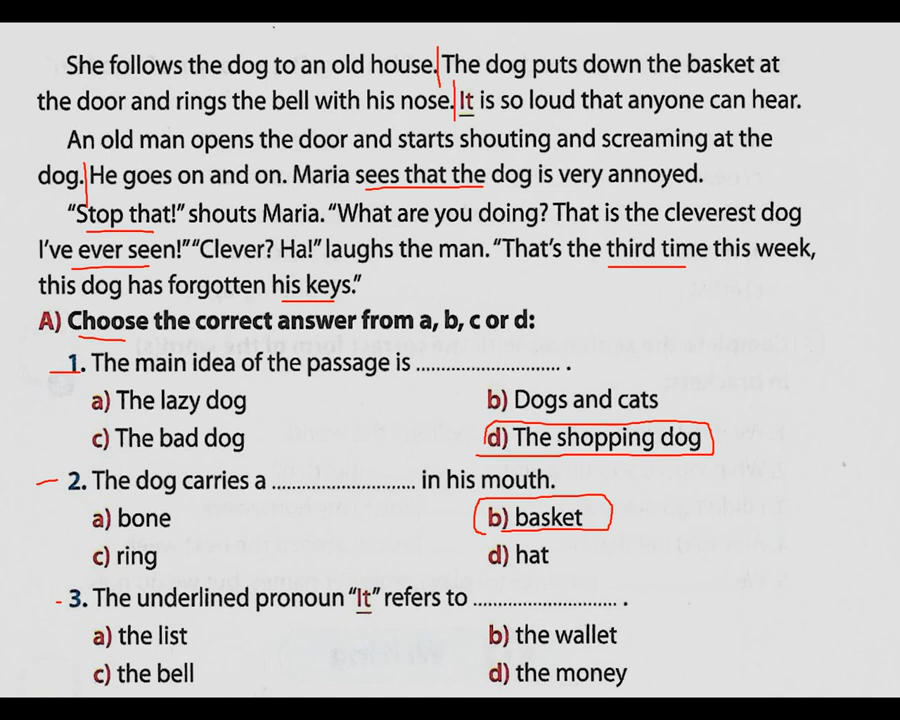 She follows the dog to an old house. The dog puts down the basket at
the door and rings the bell with his nose. It is so loud that anyone can hear.
An old man opens the door and starts shouting and screaming at the
dog. He goes on and on. Maria sees that the dog is very annoyed.
“Stop that!” shouts Maria. “What are you doing? That is the cleverest dog
I’ve ever seen!” “Clever? Ha!” laughs the man. “That’s the third time this week,
this dog has forgotten his keys.”
A) Choose the correct answer from a, b, c or d:
1. The main idea of the passage is ............................ .
a) The lazy dog b) Dogs and cats
c) The bad dog d) The shopping dog
2. The dog carries a ............................ in his mouth.
a) bone b) basket
c) ring d) hat
3. The underlined pronoun “It” refers to ............................ .
a) the list b) the wallet
c) the bell d) the money